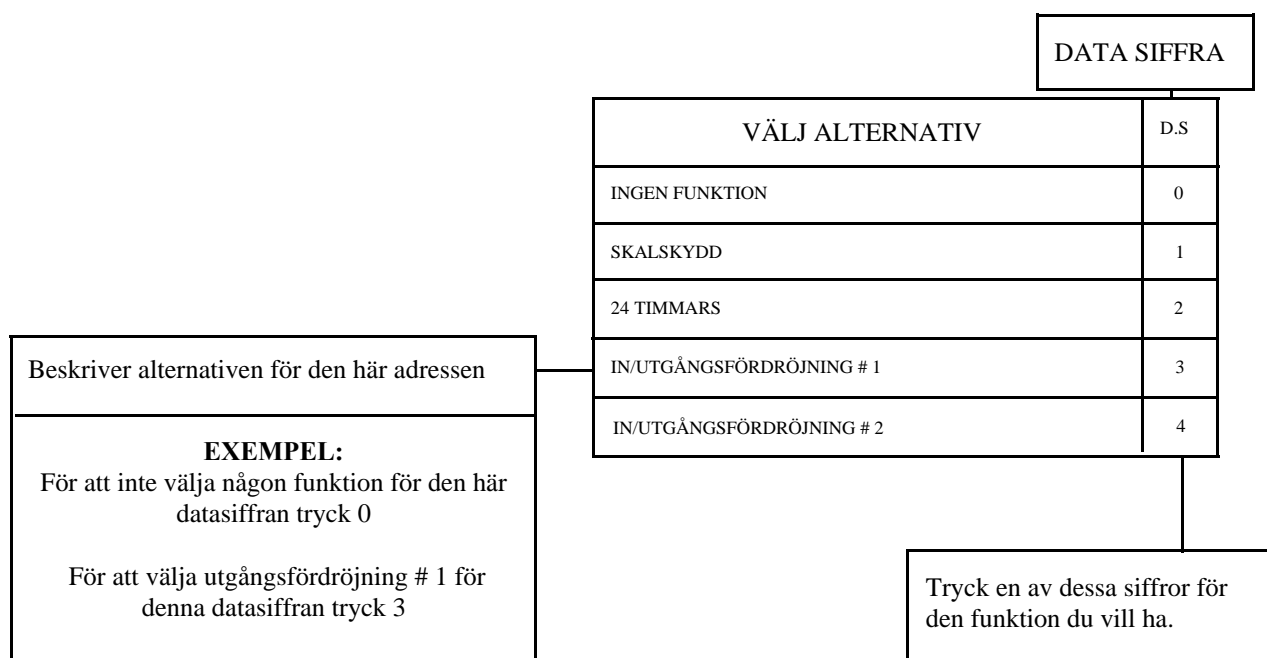 DATA SIFFRA
VÄLJ ALTERNATIV D.S
INGEN FUNKTION 0
SKALSKYDD 1
24 TIMMARS 2
IN/UTGÅNGSFÖRDRÖJNING # 1 3
IN/UTGÅNGSFÖRDRÖJNING # 2 4
Beskriver alternativen för den här adressen
EXEMPEL:
För att inte välja någon funktion för den här
datasiffran tryck 0
För att välja utgångsfördröjning # 1 för
denna datasiffran tryck 3
Tryck en av dessa siffror för
den funktion du vill ha.